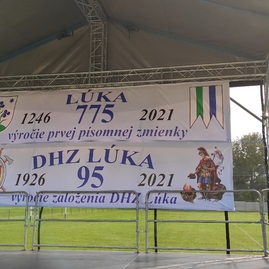 LÚKA
1246 775 2021
výročie prvej písomnej zmienky
DHZ LÚKA
1926 95 2021
výročie založenia DHZ Lúka